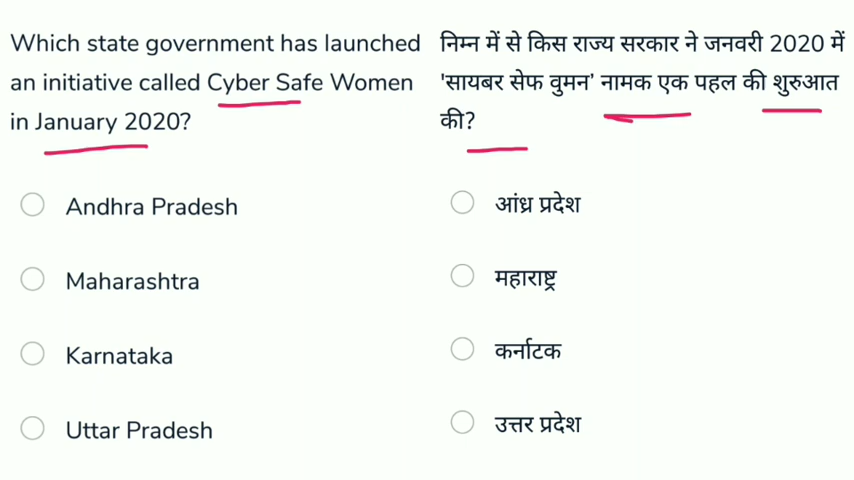 Which state government has launched
an initiative called Cyber Safe Women
in January 2020?
Andhra Pradesh
Maharashtra
Karnataka
Uttar Pradesh
निम्न में से किस राज्य सरकार ने जनवरी 2020 में
'सायबर सेफ वुमन' नामक एक पहल की शुरुआत
की?
आंध्र प्रदेश
महाराष्ट्र
कर्नाटक
उत्तर प्रदेश